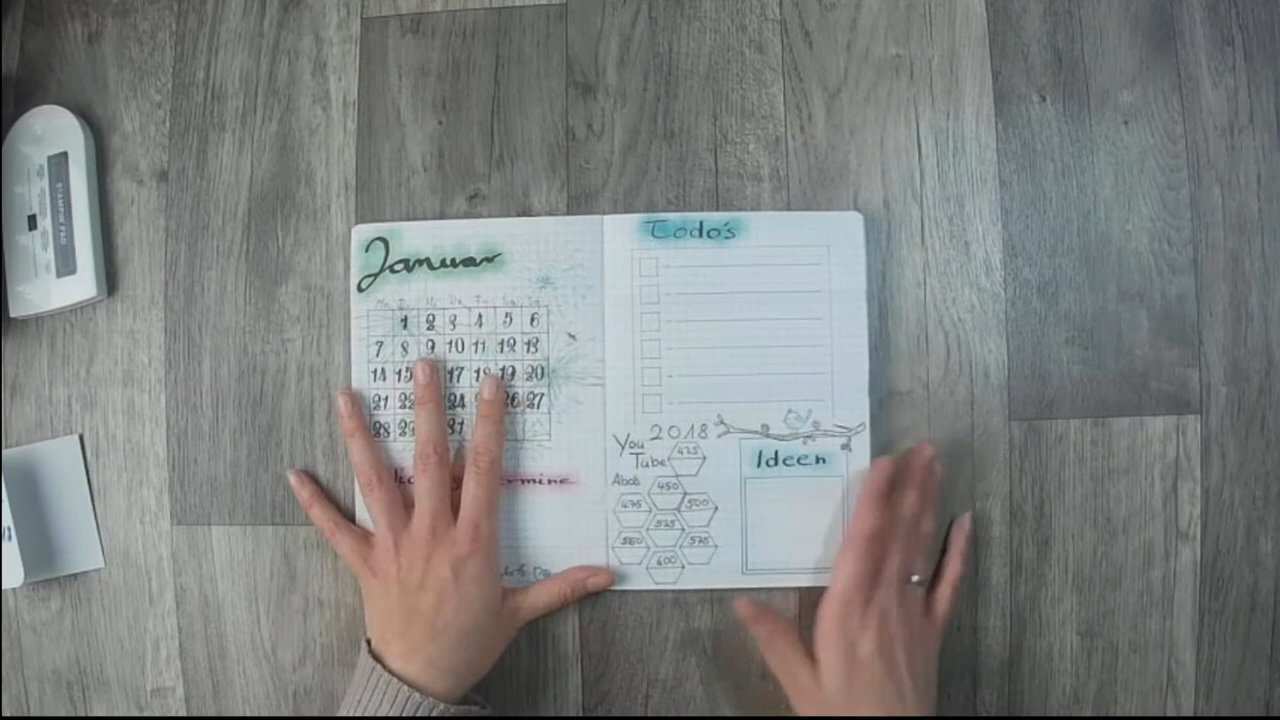 STAMPIN' PAD
Januar
1 2 3 4 5 6
7 8 9 10 11 12 13
14 15 17 18 19 20
21 22 24 26 27
28 29 31
Todo's
2018
You
Tube
Abos
425
450
475 500
525
550 575
600
Ideen